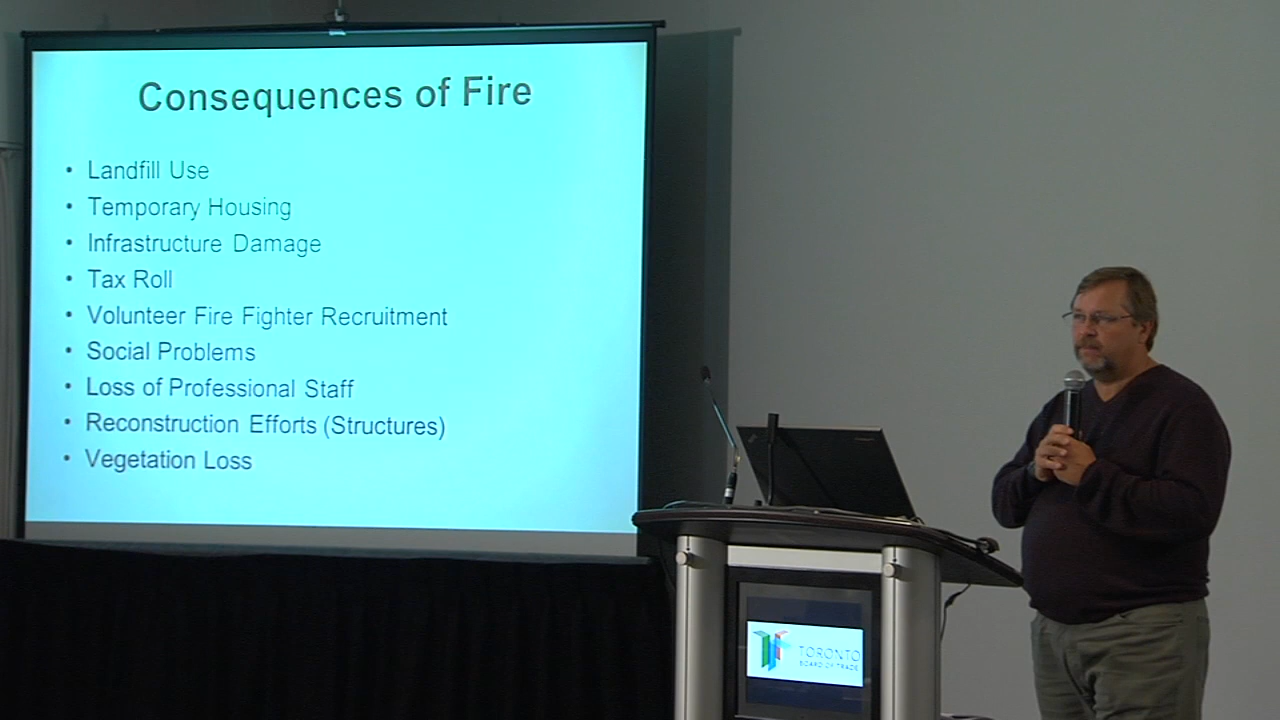 Consequences of Fire
• Landfill Use
• Temporary Housing
• Infrastructure Damage
• Tax Roll
• Volunteer Fire Fighter Recruitment
• Social Problems
• Loss of Professional Staff
• Reconstruction Efforts (Structures)
• Vegetation Loss
TORONTO
BOARD OF TRADE